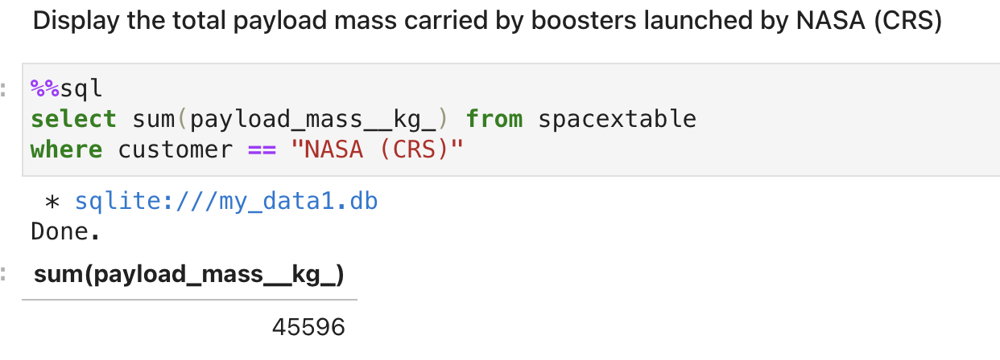 Display the total payload mass carried by boosters launched by NASA (CRS)
%%sql
select sum(payload_mass__kg_) from spacextable
where customer == "NASA (CRS)"
* sqlite:///my_data1.db
Done.
sum(payload_mass__kg_)
45596